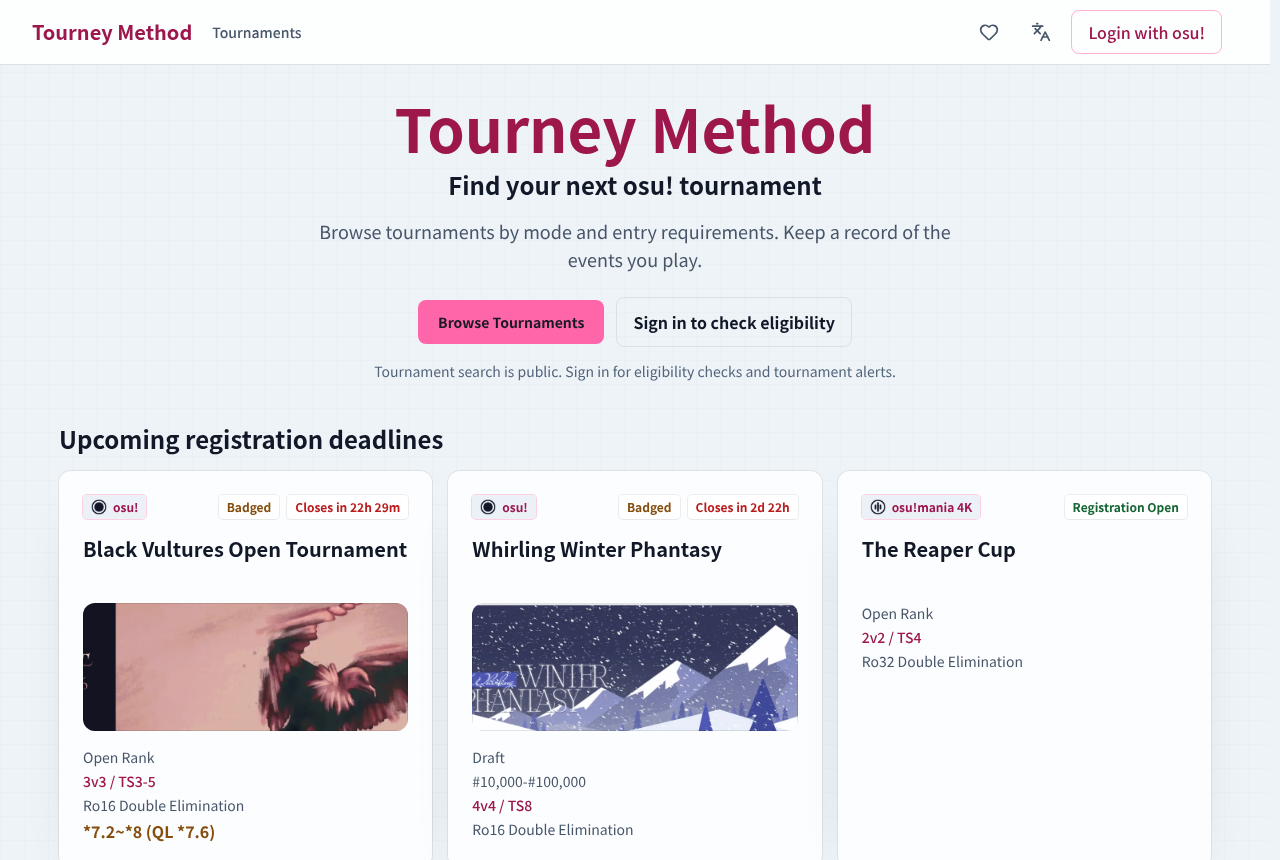 Tourney Method
Tournaments
Login with osu!
Tourney Method
Find your next osu! tournament
Browse tournaments by mode and entry requirements. Keep a record of the
events you play.
Browse Tournaments
Sign in to check eligibility
Tournament search is public. Sign in for eligibility checks and tournament alerts.
Upcoming registration deadlines
osu!
Badged
Closes in 22h 29m
Black Vultures Open Tournament
Open Rank
3v3 / TS3-5
Ro16 Double Elimination
*7.2~*8 (QL *7.6)
osu!
Badged
Closes in 2d 22h
Whirling Winter Phantasy
WINTER
PHANTASY
Draft
#10,000-#100,000
4v4 / TS8
Ro16 Double Elimination
osu!mania 4K
Registration Open
The Reaper Cup
Open Rank
2v2 / TS4
Ro32 Double Elimination